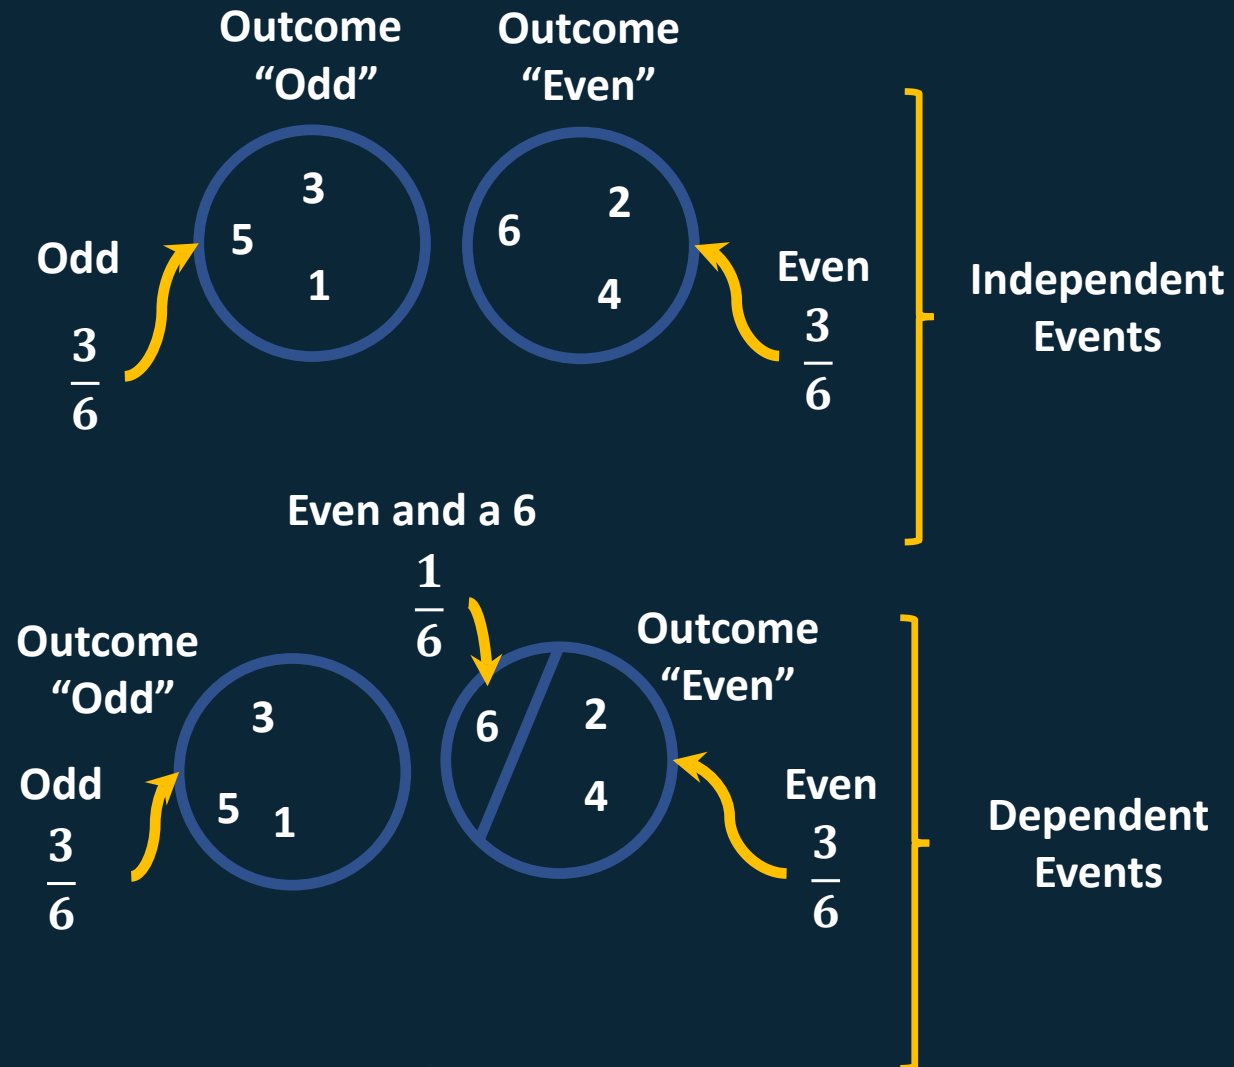 Outcome
“Odd”
Outcome
“Even”
3
5
1
6
2
4
Odd
3
6
Even
3
6
Independent
Events
Even and a 6
1
6
Outcome
“Odd”
Outcome
“Even”
3
5 1
6
2
4
Odd
3
6
Even
3
6
Dependent
Events